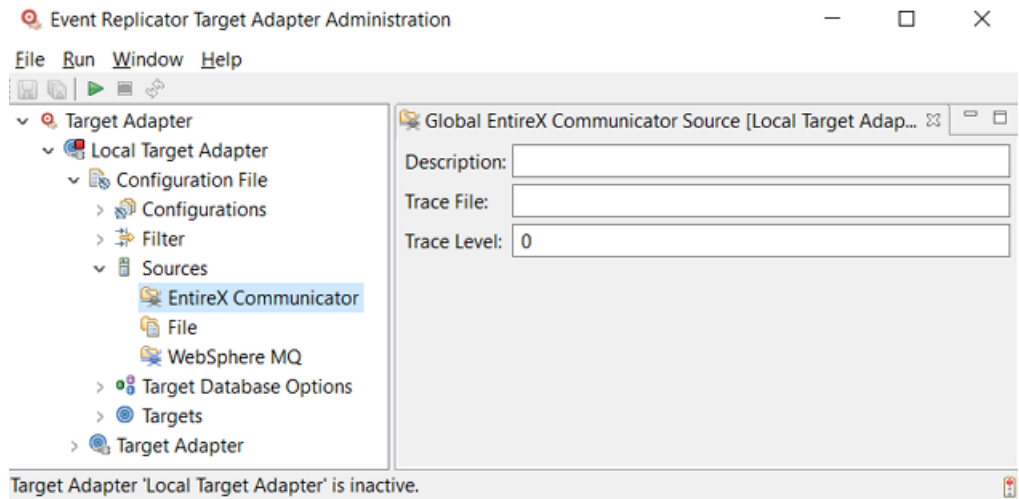 Event Replicator Target Adapter Administration
File Run Window Help
Target Adapter
Local Target Adapter
Configuration File
Configurations
Filter
Sources
EntireX Communicator
File
WebSphere MQ
Target Database Options
Targets
Target Adapter
Global EntireX Communicator Source [Local Target Adap...
Description:
Trace File:
Trace Level: 0
Target Adapter 'Local Target Adapter' is inactive.